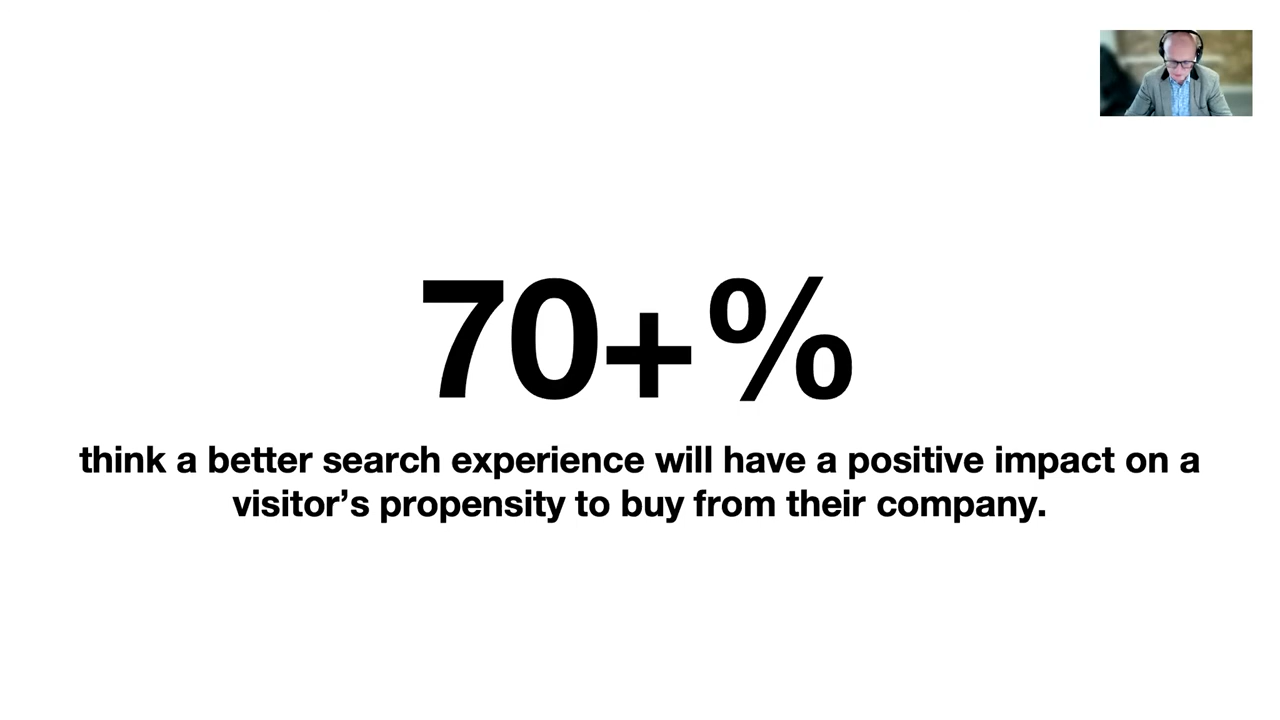 70+%
think a better search experience will have a positive impact on a
visitor’s propensity to buy from their company.